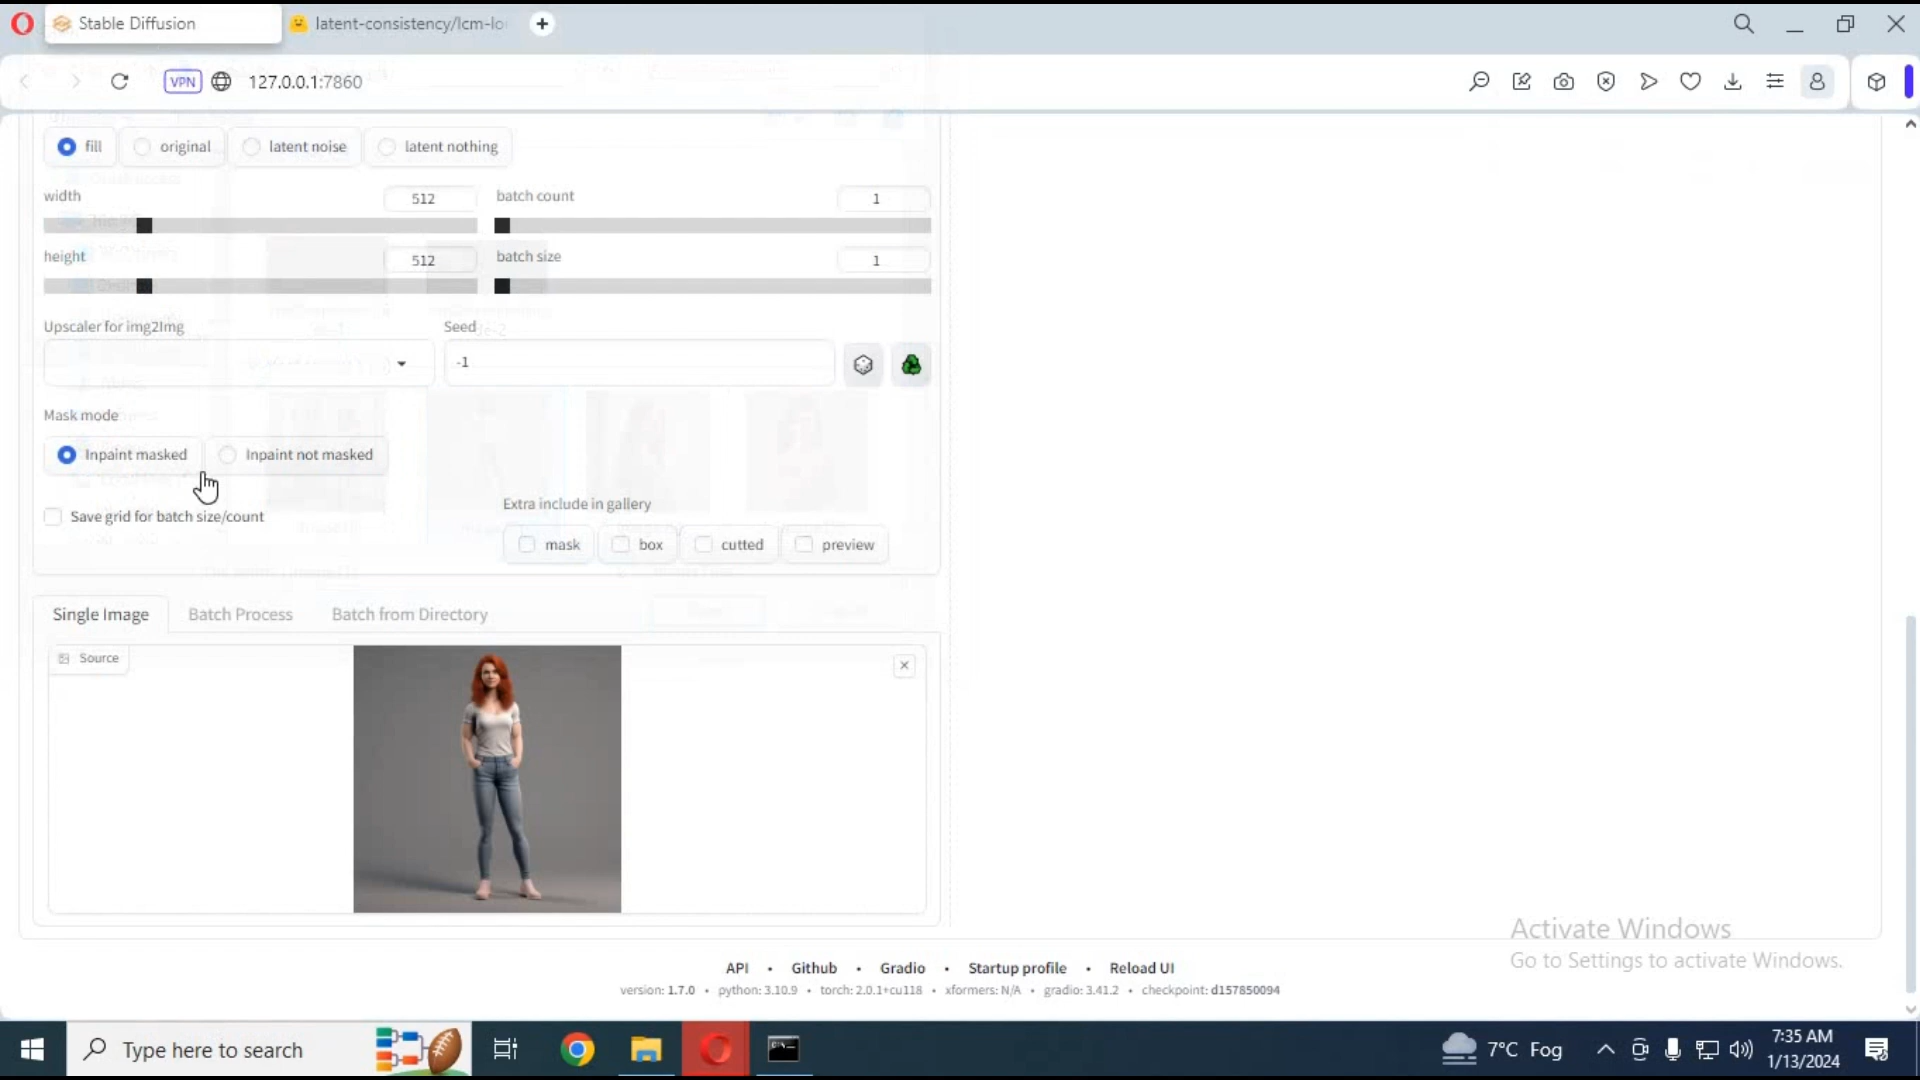 Stable Diffusion
latent-consistency/lcm-lo
VPN
127.0.0.1:7860
fill
original
latent noise
latent nothing
width
512
batch count
1
height
512
batch size
1
Upscaler for img2Img
Seed
-1
Mask mode
Inpaint masked
Inpaint not masked
Save grid for batch size/count
Extra include in gallery
mask
box
cutted
preview
Single Image
Batch Process
Batch from Directory
Source
Activate Windows
Go to Settings to activate Windows.
API • Github • Gradio • Startup profile • Reload UI
version: 1.7.0 • python: 3.10.9 • torch: 2.0.1+cu118 • xformers: N/A • gradio: 3.41.2 • checkpoint: d157850094
Type here to search
7°C Fog
7:35 AM
1/13/2024